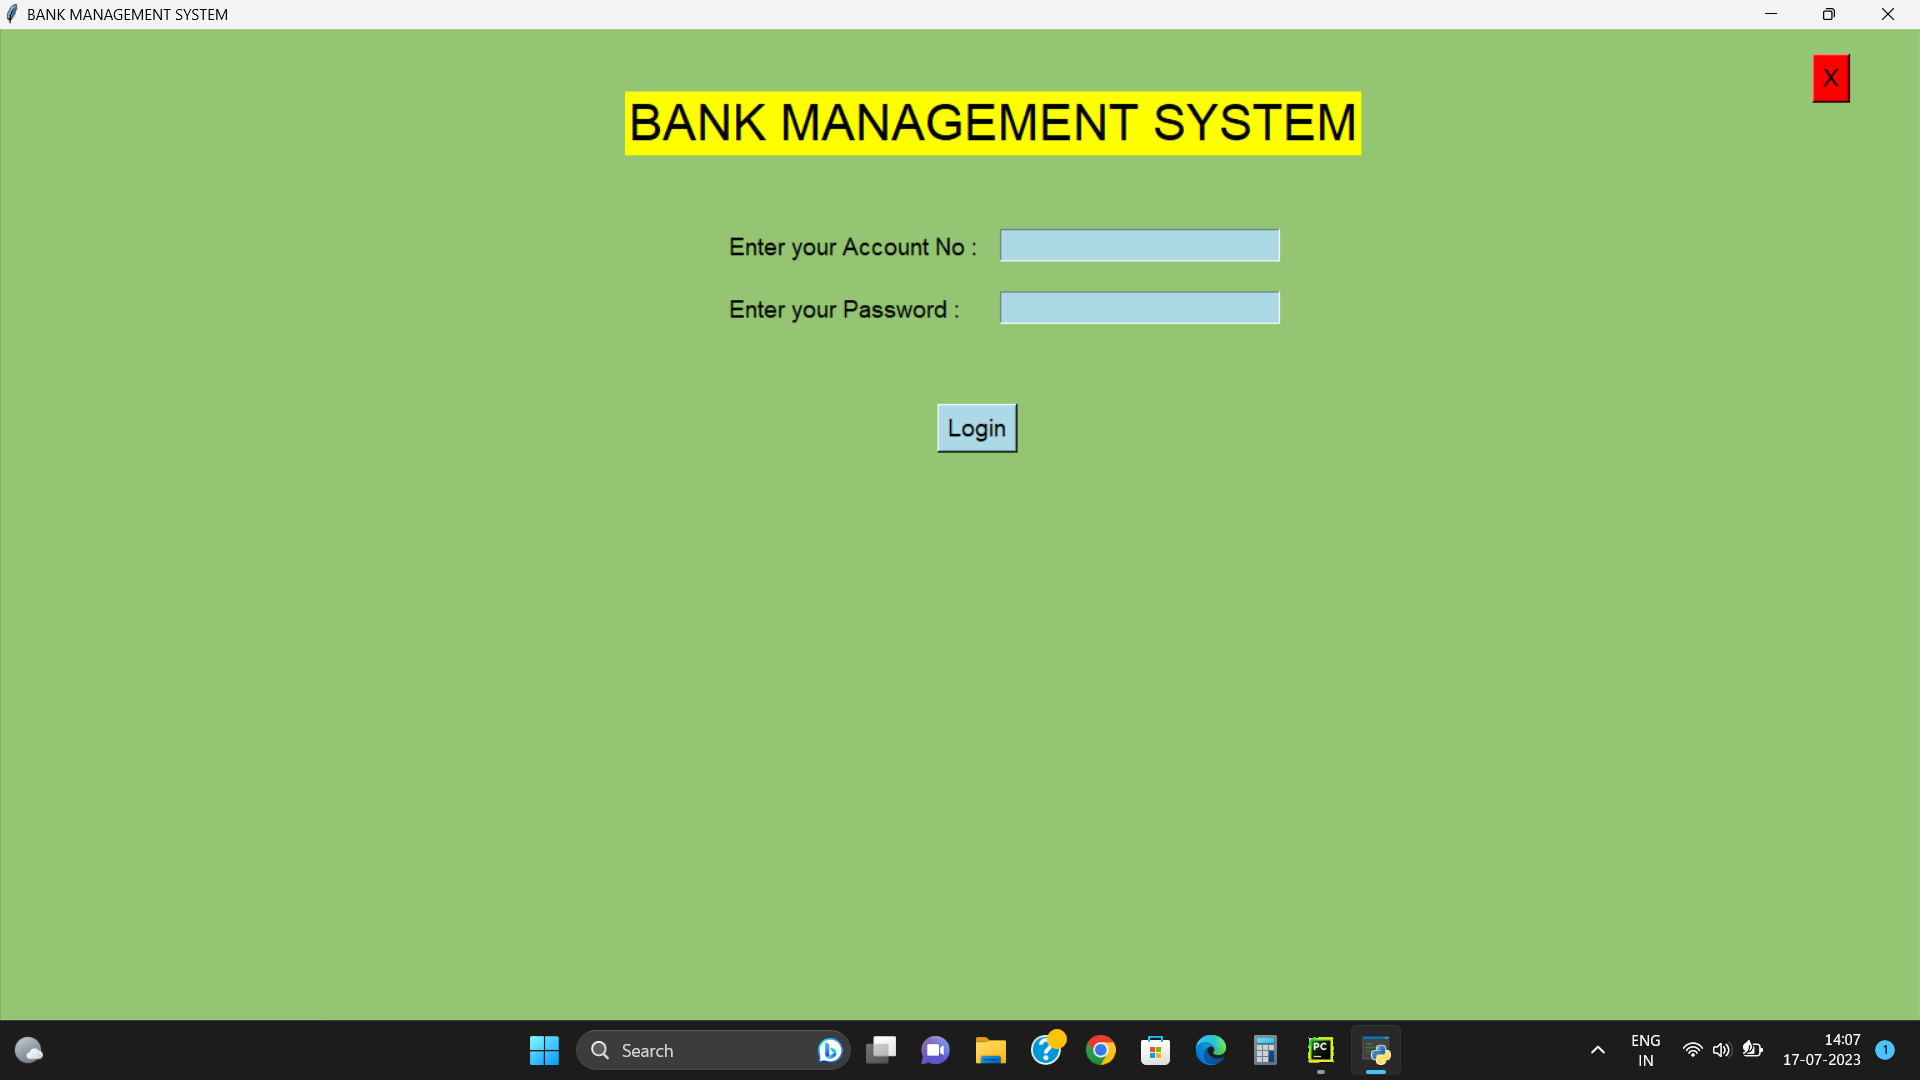 BANK MANAGEMENT SYSTEM
X
BANK MANAGEMENT SYSTEM
Enter your Account No :
Enter your Password :
Login
Search
PC
ENG
IN
14:07
17-07-2023
1